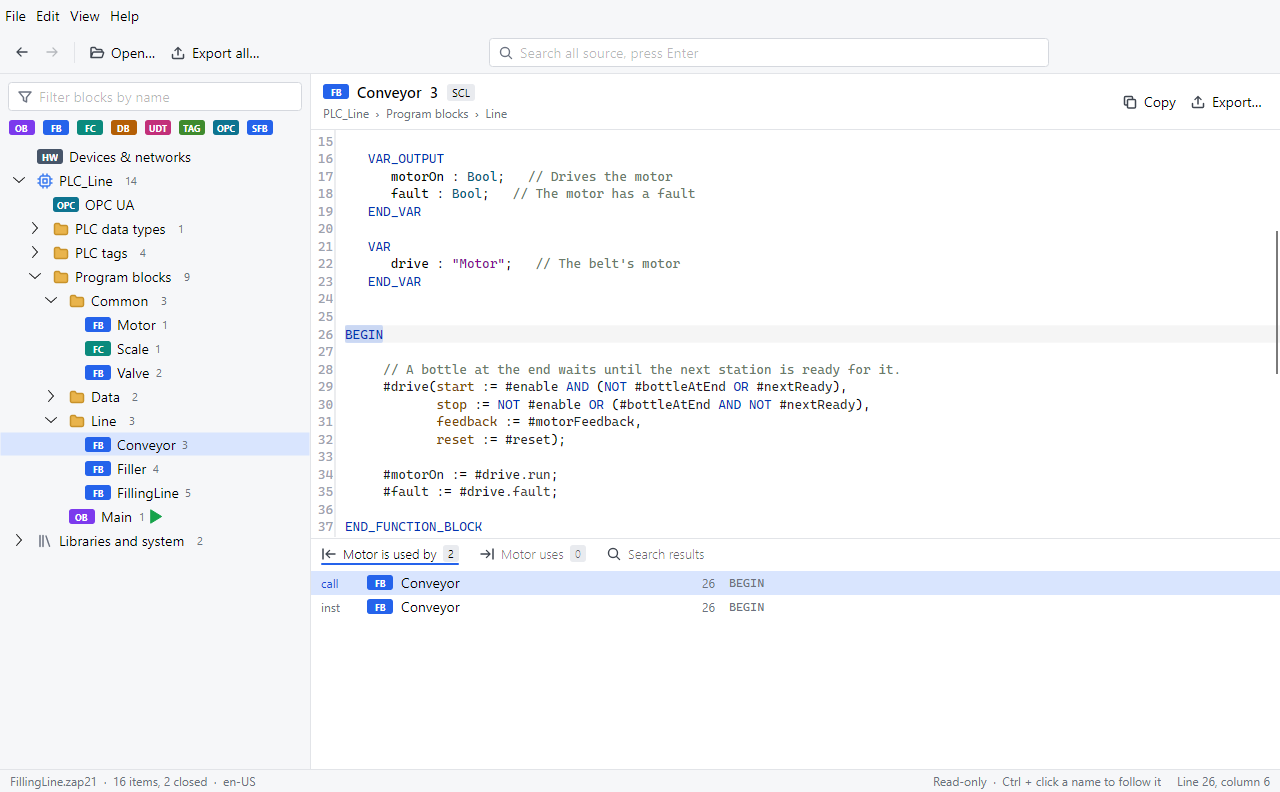 File Edit View Help
Open... Export all... Search all source, press Enter
Filter blocks by name
OB FB FC DB UDT TAG OPC SFB
HW Devices & networks
PLC_Line 14
OPC OPC UA
PLC data types 1
PLC tags 4
Program blocks 9
Common 3
FB Motor 1
FC Scale 1
FB Valve 2
Data 2
Line 3
FB Conveyor 3
FB Filler 4
FB FillingLine 5
OB Main 1
Libraries and system 2
FB Conveyor 3 SCL
PLC_Line › Program blocks › Line
Copy Export...
15
16 VAR_OUTPUT
17 motorOn : Bool; // Drives the motor
18 fault : Bool; // The motor has a fault
19 END_VAR
20
21 VAR
22 drive : "Motor"; // The belt's motor
23 END_VAR
24
25
26 BEGIN
27
28 // A bottle at the end waits until the next station is ready for it.
29 #drive(start := #enable AND (NOT #bottleAtEnd OR #nextReady),
30 stop := NOT #enable OR (#bottleAtEnd AND NOT #nextReady),
31 feedback := #motorFeedback,
32 reset := #reset);
33
34 #motorOn := #drive.run;
35 #fault := #drive.fault;
36
37 END_FUNCTION_BLOCK
Motor is used by 2 Motor uses 0 Search results
call FB Conveyor 26 BEGIN
inst FB Conveyor 26 BEGIN
FillingLine.zap21 · 16 items, 2 closed · en-US
Read-only · Ctrl + click a name to follow it Line 26, column 6